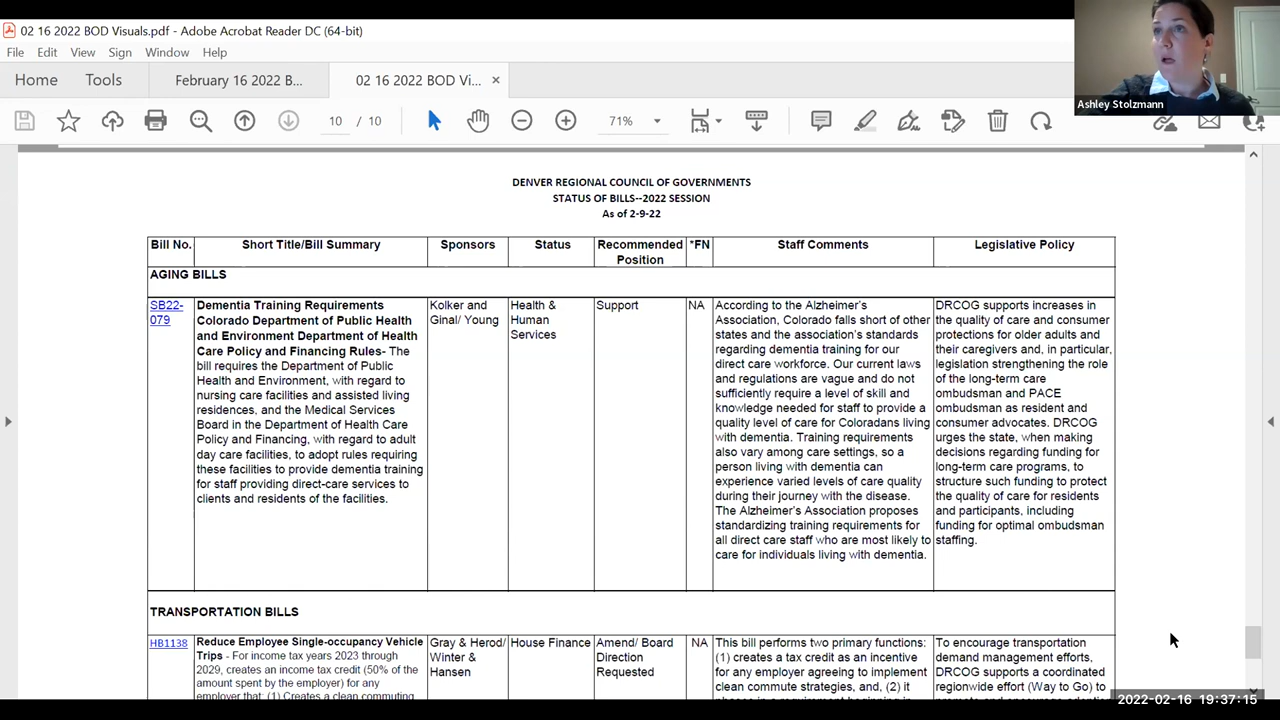 02 16 2022 BOD Visuals.pdf - Adobe Acrobat Reader DC (64-bit)
File Edit View Sign Window Help
Home Tools February 16 2022 B... 02 16 2022 BOD Vi... ×
10 / 10 71%
Ashley Stolzmann
DENVER REGIONAL COUNCIL OF GOVERNMENTS
STATUS OF BILLS--2022 SESSION
As of 2-9-22
Bill No.
Short Title/Bill Summary
Sponsors
Status
Recommended
Position
*FN
Staff Comments
Legislative Policy
AGING BILLS
SB22-
079
Dementia Training Requirements
Colorado Department of Public Health
and Environment Department of Health
Care Policy and Financing Rules- The
bill requires the Department of Public
Health and Environment, with regard to
nursing care facilities and assisted living
residences, and the Medical Services
Board in the Department of Health Care
Policy and Financing, with regard to adult
day care facilities, to adopt rules requiring
these facilities to provide dementia training
for staff providing direct-care services to
clients and residents of the facilities.
Kolker and
Ginal/ Young
Health &
Human
Services
Support
NA
According to the Alzheimer's
Association, Colorado falls short of other
states and the association's standards
regarding dementia training for our
direct care workforce. Our current laws
and regulations are vague and do not
sufficiently require a level of skill and
knowledge needed for staff to provide a
quality level of care for Coloradans living
with dementia. Training requirements
also vary among care settings, so a
person living with dementia can
experience varied levels of care quality
during their journey with the disease.
The Alzheimer's Association proposes
standardizing training requirements for
all direct care staff who are most likely to
care for individuals living with dementia.
DRCOG supports increases in
the quality of care and consumer
protections for older adults and
their caregivers and, in particular,
legislation strengthening the role
of the long-term care
ombudsman and PACE
ombudsman as resident and
consumer advocates. DRCOG
urges the state, when making
decisions regarding funding for
long-term care programs, to
structure such funding to protect
the quality of care for residents
and participants, including
funding for optimal ombudsman
staffing.
TRANSPORTATION BILLS
HB1138
Reduce Employee Single-occupancy Vehicle
Trips - For income tax years 2023 through
2029, creates an income tax credit (50% of the
amount spent by the employer) for any
employer that: (1) Creates a clean commuting
Gray & Herod/
Winter &
Hansen
House Finance
Amend/ Board
Direction
Requested
NA
This bill performs two primary functions:
(1) creates a tax credit as an incentive
for any employer agreeing to implement
clean commute strategies, and, (2) it
To encourage transportation
demand management efforts,
DRCOG supports a coordinated
regionwide effort (Way to Go) to
2022-02-16 19:37:15